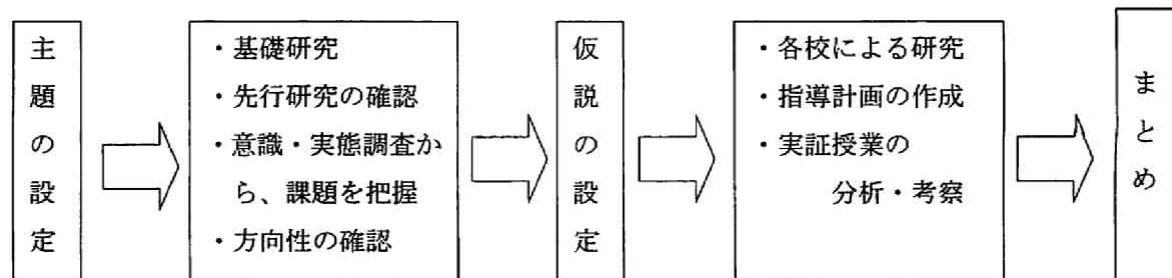 主題の設定
・基礎研究
・先行研究の確認
・意識・実態調査か
ら、課題を把握
・方向性の確認
仮説の設定
・各校による研究
・指導計画の作成
・実証授業の
分析・考察
まとめ